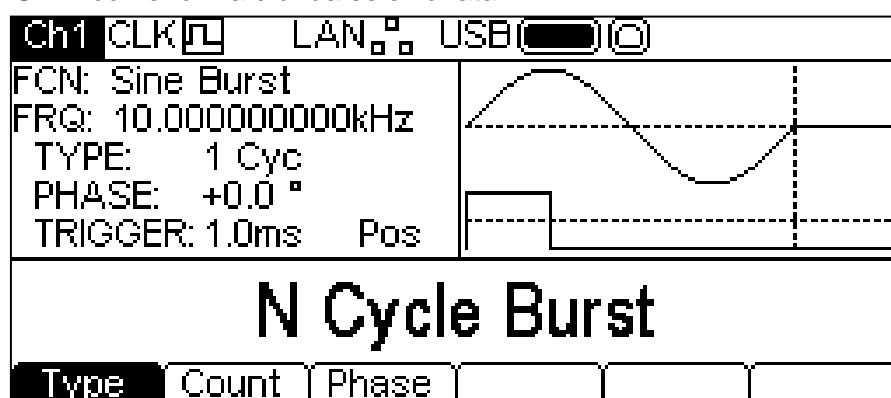 Ch1 CLK LAN USB
FCN: Sine Burst
FRQ: 10.000000000kHz
TYPE: 1 Cyc
PHASE: +0.0 °
TRIGGER: 1.0ms Pos
N Cycle Burst
Type Count Phase